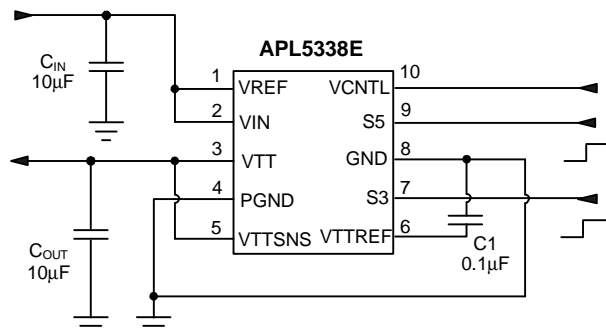 APL5338E
CIN
10μF
1
VREF
VCNTL
10
2
VIN
S5
9
3
VTT
GND
8
4
PGND
S3
7
5
VTTSNS
VTTREF
6
COUT
10μF
C1
0.1μF